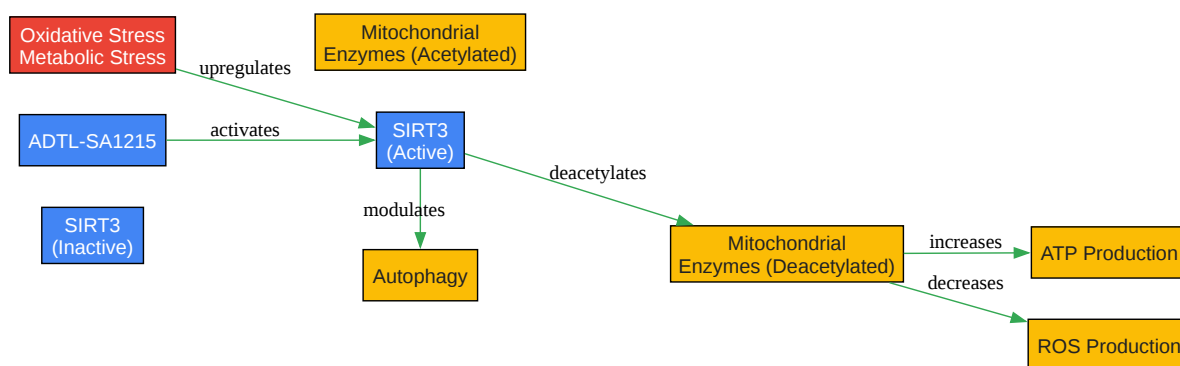 Oxidative Stress
Metabolic Stress
Mitochondrial
Enzymes (Acetylated)
upregulates
ADTL-SA1215
activates
SIRT3
(Active)
deacetylates
SIRT3
(Inactive)
modulates
Autophagy
Mitochondrial
Enzymes (Deacetylated)
increases
ATP Production
decreases
ROS Production